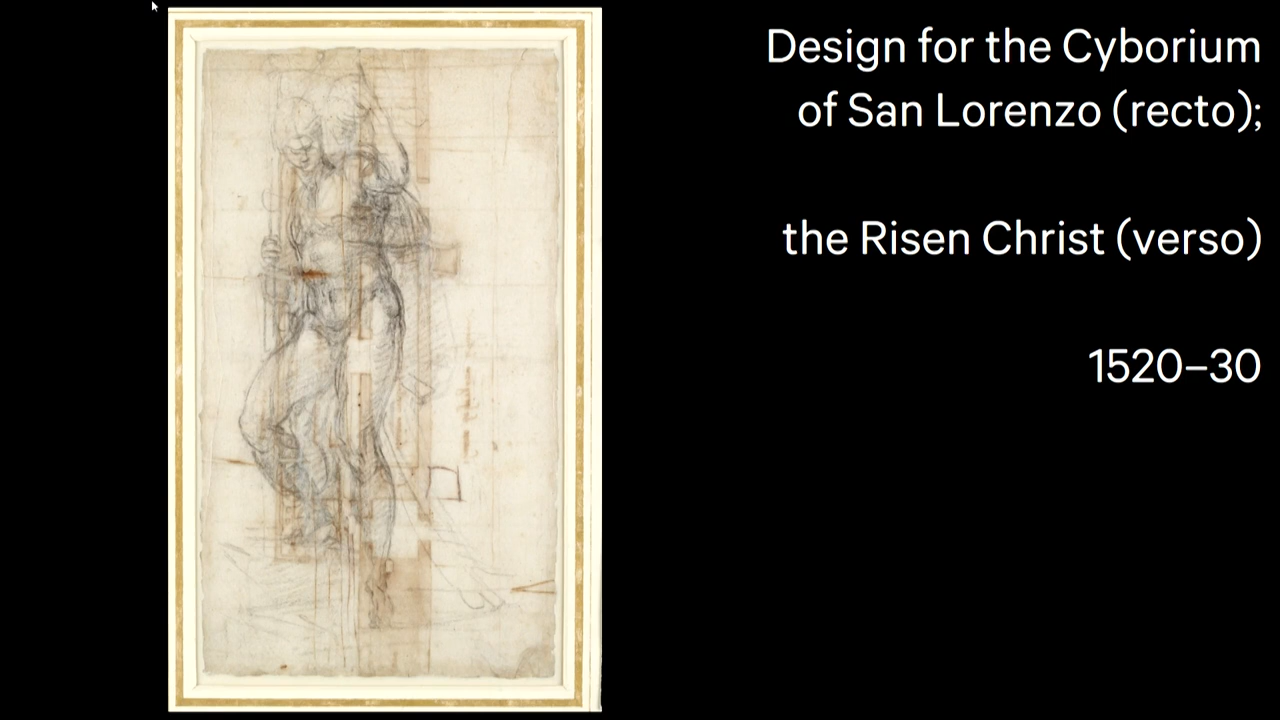 Design for the Cyborium
of San Lorenzo (recto);
the Risen Christ (verso)
1520–30